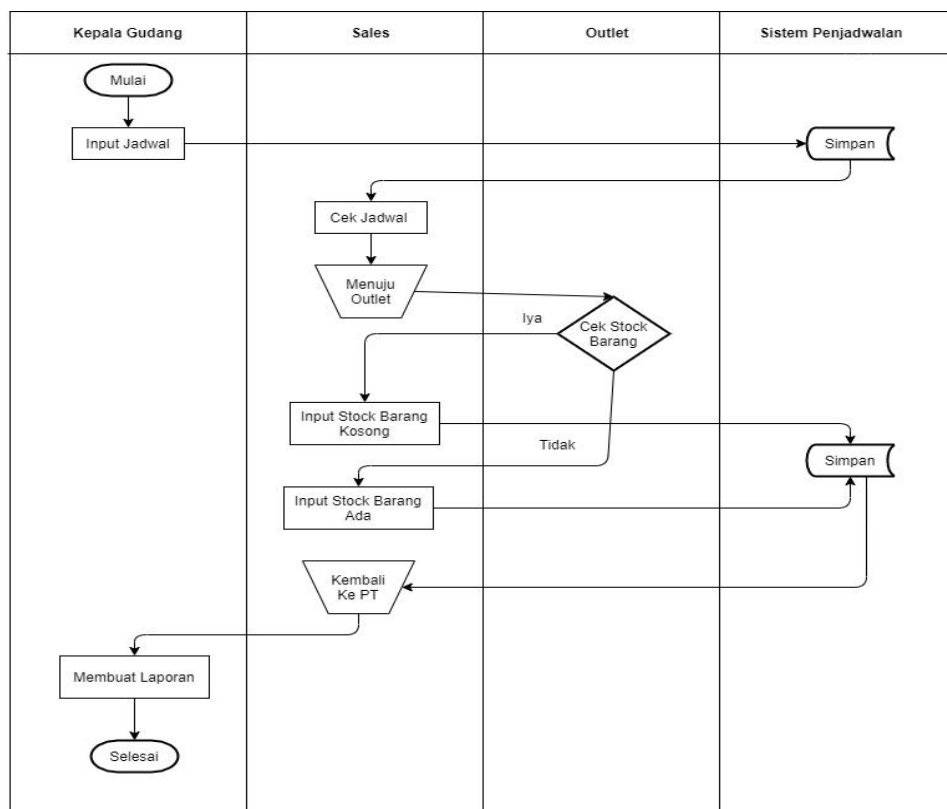 Kepala Gudang
Sales
Outlet
Sistem Penjadwalan
Mulai
Input Jadwal
Simpan
Cek Jadwal
Menuju
Outlet
Iya
Cek Stock
Barang
Input Stock Barang
Kosong
Tidak
Simpan
Input Stock Barang
Ada
Kembali
Ke PT
Membuat Laporan
Selesai